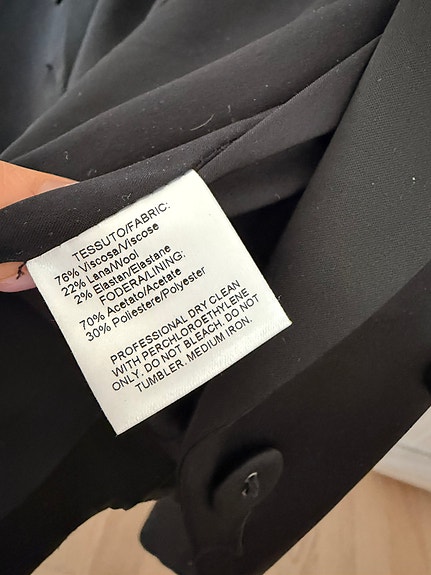 TESSUTO/FABRIC:
76% Viscosa/Viscose
22% Lana/Wool
2% Elastan/Elastane
FODERA/LINING:
70% Acetato/Acetate
30% Poliestere/Polyester
PROFESSIONAL DRY CLEAN
WITH PERCHLOROETHYLENE
ONLY. DO NOT BLEACH. DO NOT
TUMBLER. MEDIUM IRON.